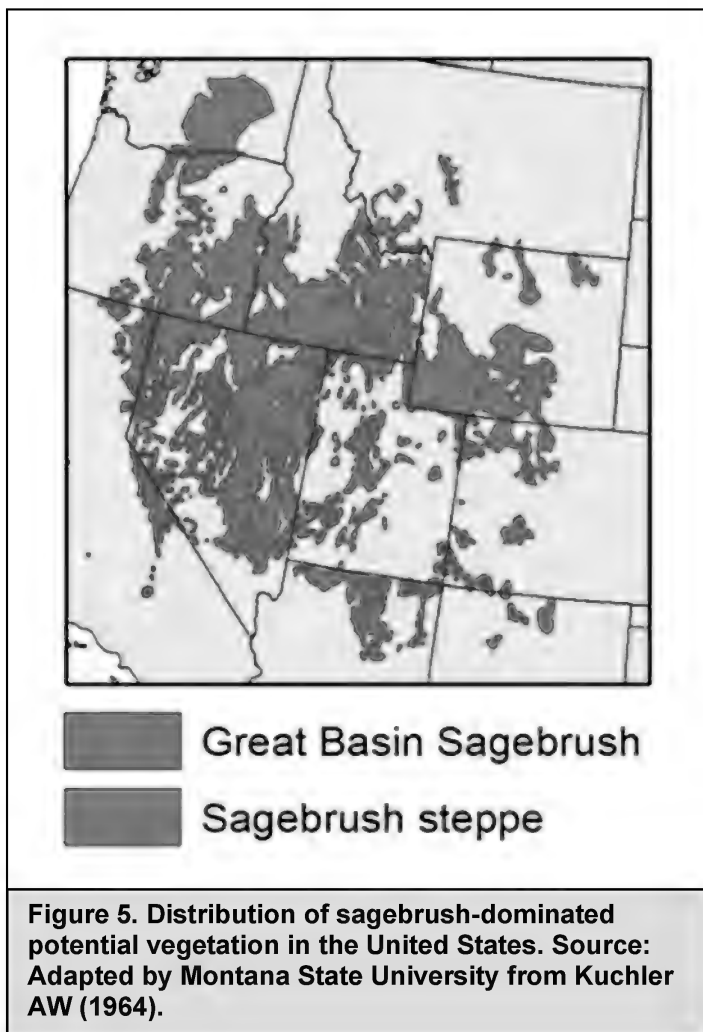 Great Basin Sagebrush
Sagebrush steppe
Figure 5. Distribution of sagebrush-dominated
potential vegetation in the United States. Source:
Adapted by Montana State University from Kuchler
AW (1964).